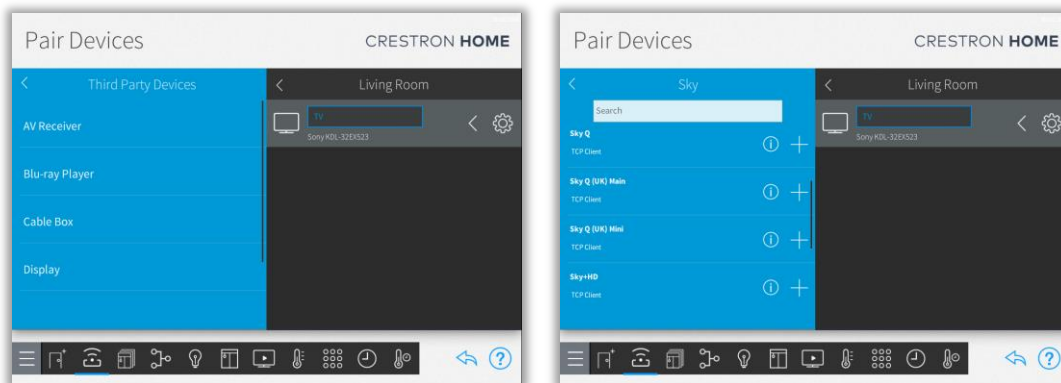 Pair Devices
CRESTRON HOME
Third Party Devices
Living Room
AV Receiver
TV
Sony KDL-32EX523
Blu-ray Player
Cable Box
Display
?
Pair Devices
CRESTRON HOME
Sky
Living Room
Search
TV
Sony KDL-32EX523
Sky Q
TCP Client
Sky Q (UK) Main
TCP Client
Sky Q (UK) Mini
TCP Client
Sky+HD
TCP Client
?